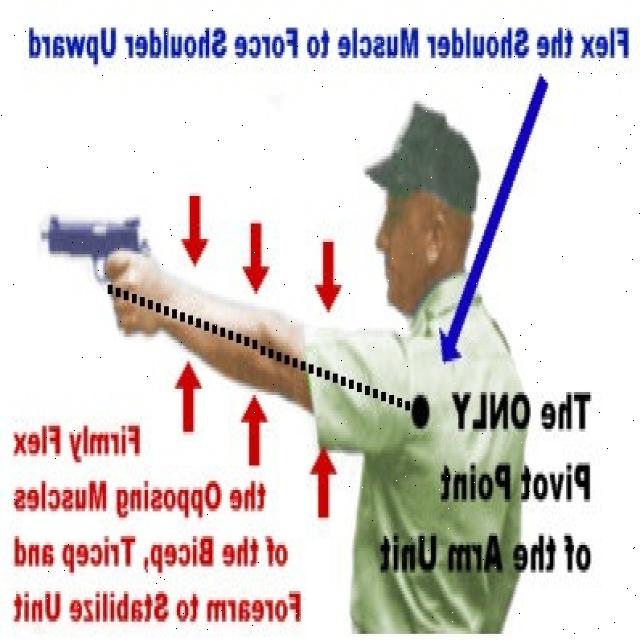 Flex the Shoulder Muscle to Force Shoulder Upward
The ONLY
Pivot Point
of the Arm Unit
Firmly Flex
the Opposing Muscles
of the Bicep, Tricep and
Forearm to Stabilize Unit